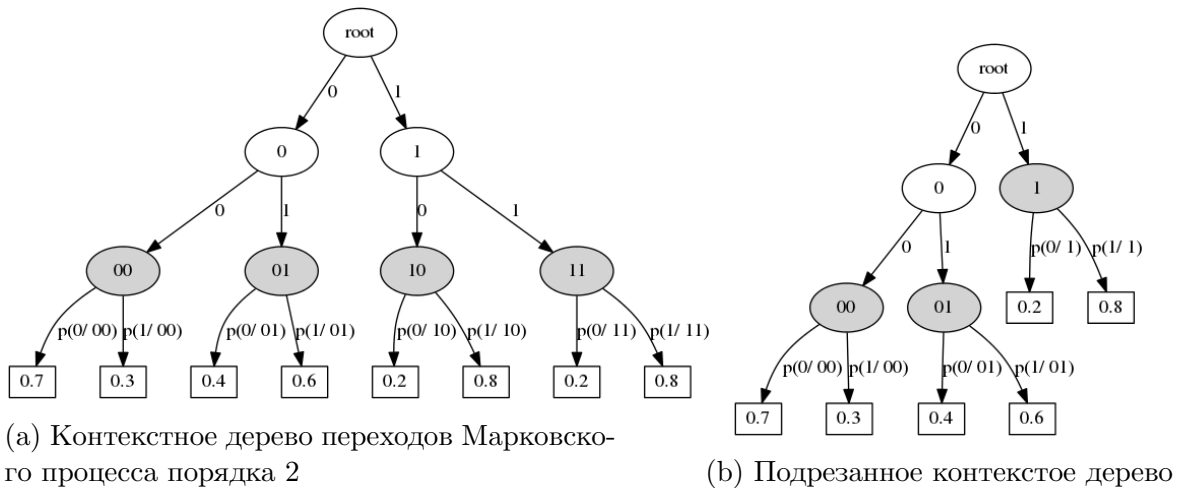 root
0 1
0 1
0 1 0 1
00 01 10 11
p(0/ 00) p(1/ 00) p(0/ 01) p(1/ 01) p(0/ 10) p(1/ 10) p(0/ 11) p(1/ 11)
0.7 0.3 0.4 0.6 0.2 0.8 0.2 0.8
(a) Контекстное дерево переходов Марковско-
го процесса порядка 2
root
0 1
0 1
0 1 p(0/ 1) p(1/ 1)
00 01 0.2 0.8
p(0/ 00) p(1/ 00) p(0/ 01) p(1/ 01)
0.7 0.3 0.4 0.6
(b) Подрезанное контекстое дерево